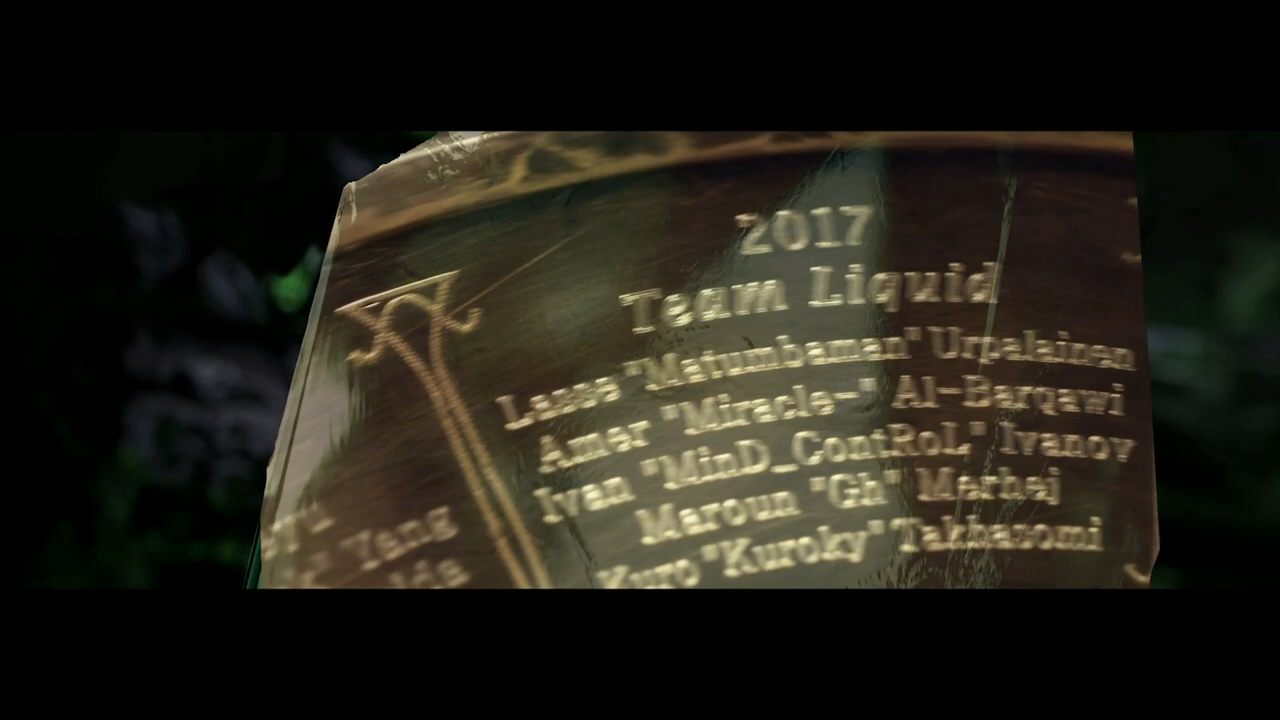 2017
Team Liquid
Lasse "Matumbaman" Urpalainen
Amer "Miracle-" Al-Barqawi
Ivan "MinD_ContRoL" Ivanov
Maroun "Gh" Merhej
Kuro "Kuroky" Takhasomi
Yang